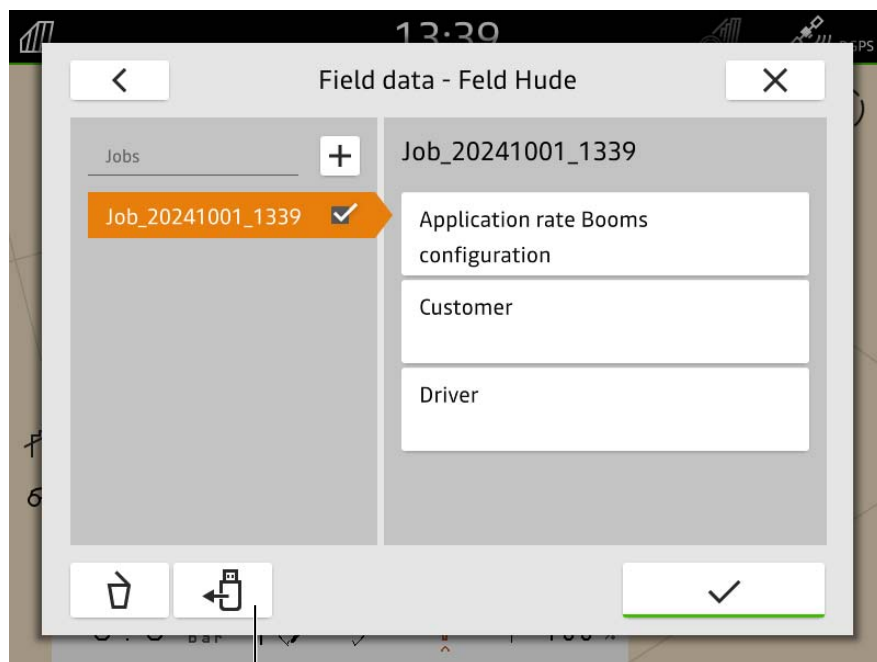 13:39
Field data - Feld Hude
Jobs
Job_20241001_1339
Job_20241001_1339
Application rate Booms
configuration
Customer
Driver